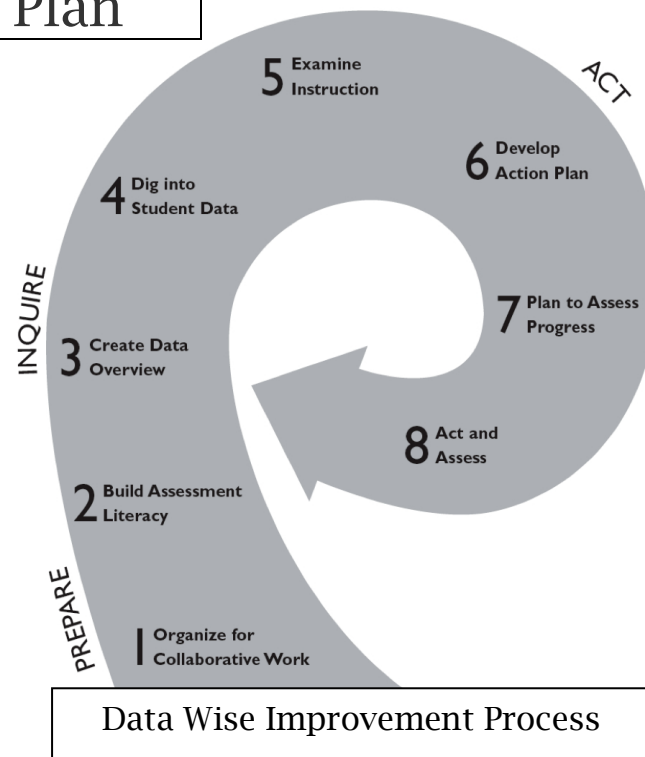 Plan
5 Examine
Instruction
ACT
6 Develop
Action Plan
4 Dig into
Student Data
INQUIRE
7 Plan to Assess
Progress
3 Create Data
Overview
8 Act and
Assess
2 Build Assessment
Literacy
PREPARE
1 Organize for
Collaborative Work
Data Wise Improvement Process